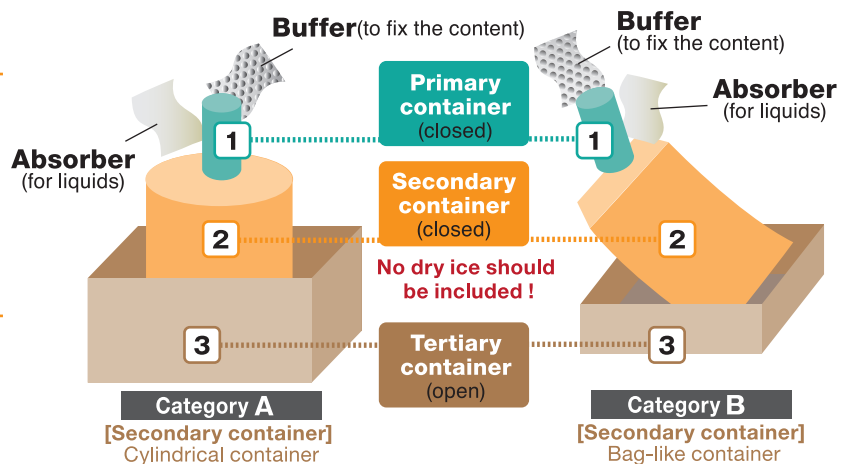 Buffer (to fix the content)
Absorber
(for liquids)
1
2
3
Category A
[Secondary container]
Cylindrical container
Primary
container
(closed)
Secondary
container
(closed)
No dry ice should
be included !
Tertiary
container
(open)
Buffer
(to fix the content)
Absorber
(for liquids)
1
2
3
Category B
[Secondary container]
Bag-like container